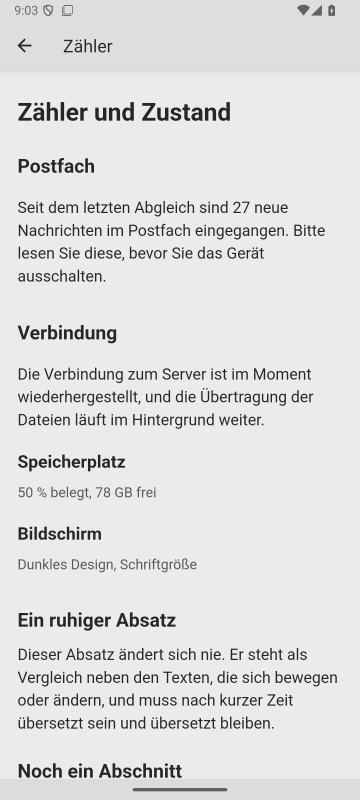 9:03
Zähler
Zähler und Zustand
Postfach
Seit dem letzten Abgleich sind 27 neue
Nachrichten im Postfach eingegangen. Bitte
lesen Sie diese, bevor Sie das Gerät
ausschalten.
Verbindung
Die Verbindung zum Server ist im Moment
wiederhergestellt, und die Übertragung der
Dateien läuft im Hintergrund weiter.
Speicherplatz
50 % belegt, 78 GB frei
Bildschirm
Dunkles Design, Schriftgröße
Ein ruhiger Absatz
Dieser Absatz ändert sich nie. Er steht als
Vergleich neben den Texten, die sich bewegen
oder ändern, und muss nach kurzer Zeit
übersetzt sein und übersetzt bleiben.
Noch ein Abschnitt